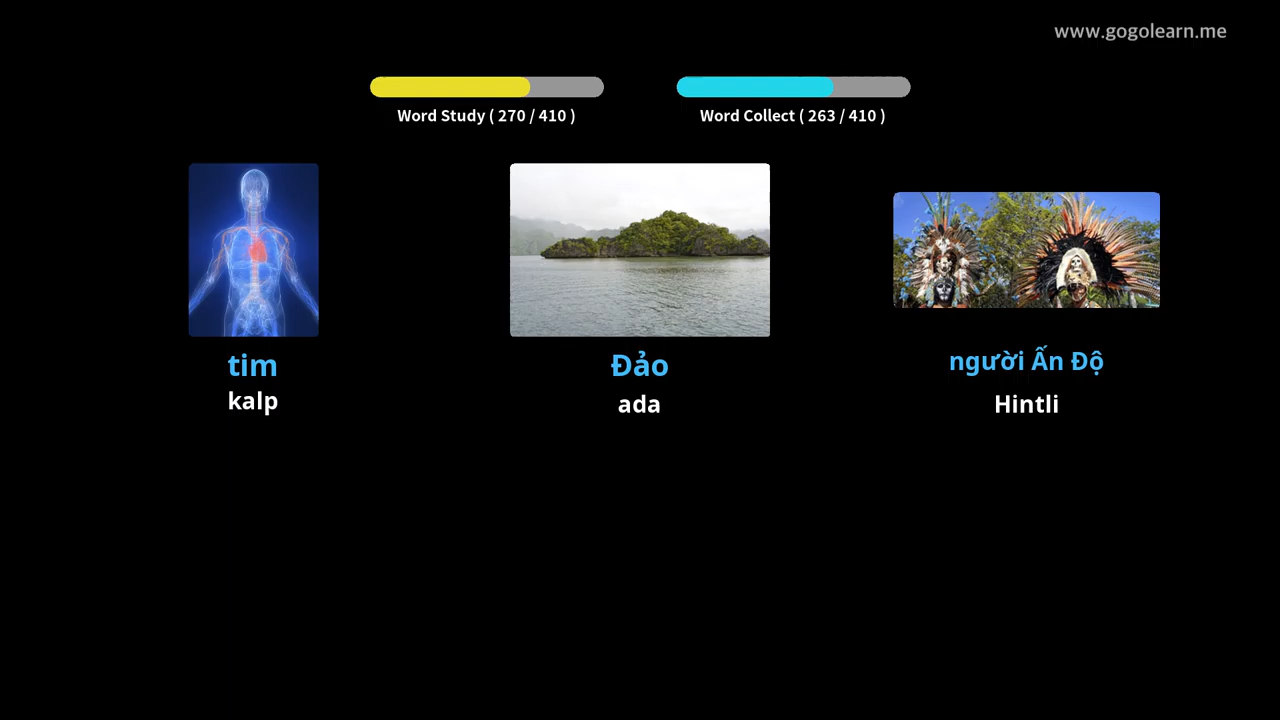 www.gogolearn.me
Word Study ( 270 / 410 )
Word Collect ( 263 / 410 )
tim
kalp
Đảo
ada
người Ấn Độ
Hintli